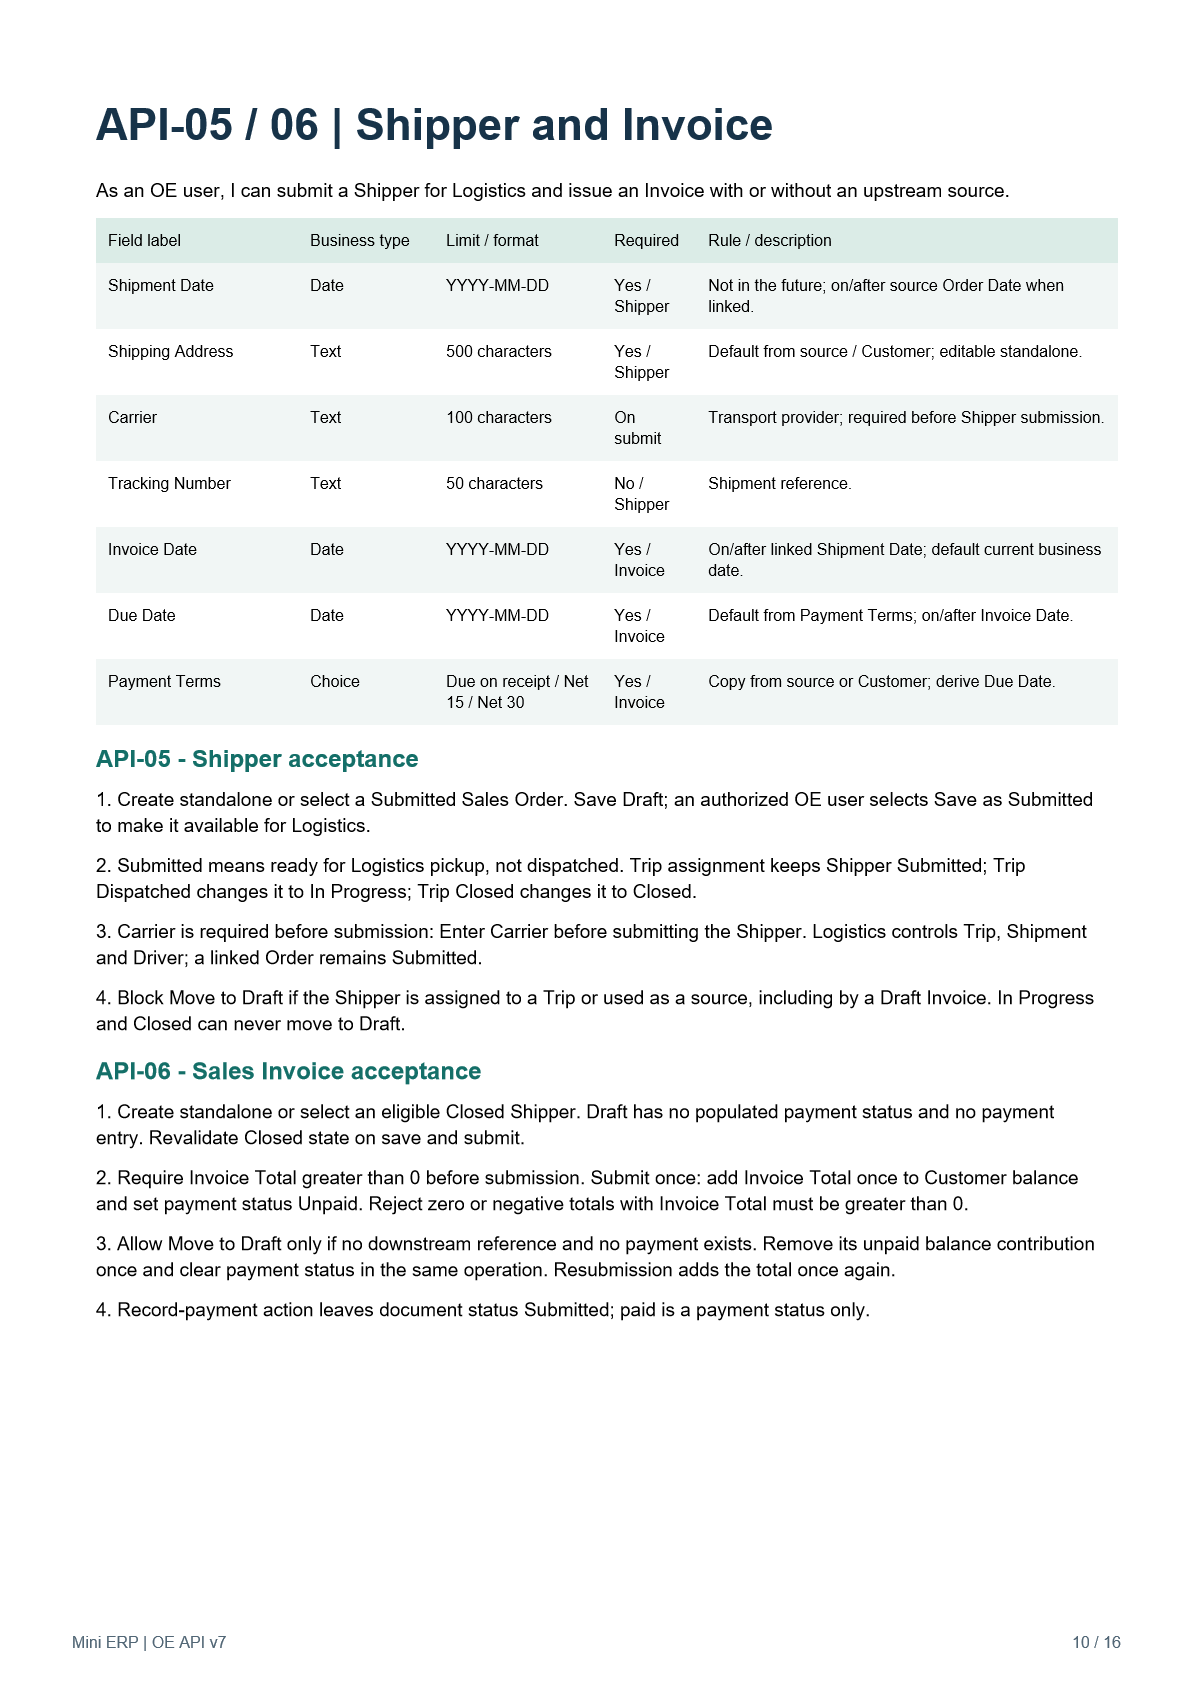 API-05 / 06 | Shipper and Invoice
As an OE user, I can submit a Shipper for Logistics and issue an Invoice with or without an upstream source.
Field label Business type Limit / format Required Rule / description
Shipment Date Date YYYY-MM-DD Yes / Not in the future; on/after source Order Date when
Shipper linked.
Shipping Address Text 500 characters Yes / Default from source / Customer; editable standalone.
Shipper
Carrier Text 100 characters On Transport provider; required before Shipper submission.
submit
Tracking Number Text 50 characters No / Shipment reference.
Shipper
Invoice Date Date YYYY-MM-DD Yes / On/after linked Shipment Date; default current business
Invoice date.
Due Date Date YYYY-MM-DD Yes / Default from Payment Terms; on/after Invoice Date.
Invoice
Payment Terms Choice Due on receipt / Net Yes / Copy from source or Customer; derive Due Date.
15 / Net 30 Invoice
API-05 - Shipper acceptance
1. Create standalone or select a Submitted Sales Order. Save Draft; an authorized OE user selects Save as Submitted
to make it available for Logistics.
2. Submitted means ready for Logistics pickup, not dispatched. Trip assignment keeps Shipper Submitted; Trip
Dispatched changes it to In Progress; Trip Closed changes it to Closed.
3. Carrier is required before submission: Enter Carrier before submitting the Shipper. Logistics controls Trip, Shipment
and Driver; a linked Order remains Submitted.
4. Block Move to Draft if the Shipper is assigned to a Trip or used as a source, including by a Draft Invoice. In Progress
and Closed can never move to Draft.
API-06 - Sales Invoice acceptance
1. Create standalone or select an eligible Closed Shipper. Draft has no populated payment status and no payment
entry. Revalidate Closed state on save and submit.
2. Require Invoice Total greater than 0 before submission. Submit once: add Invoice Total once to Customer balance
and set payment status Unpaid. Reject zero or negative totals with Invoice Total must be greater than 0.
3. Allow Move to Draft only if no downstream reference and no payment exists. Remove its unpaid balance contribution
once and clear payment status in the same operation. Resubmission adds the total once again.
4. Record-payment action leaves document status Submitted; paid is a payment status only.
Mini ERP | OE API v7 10 / 16